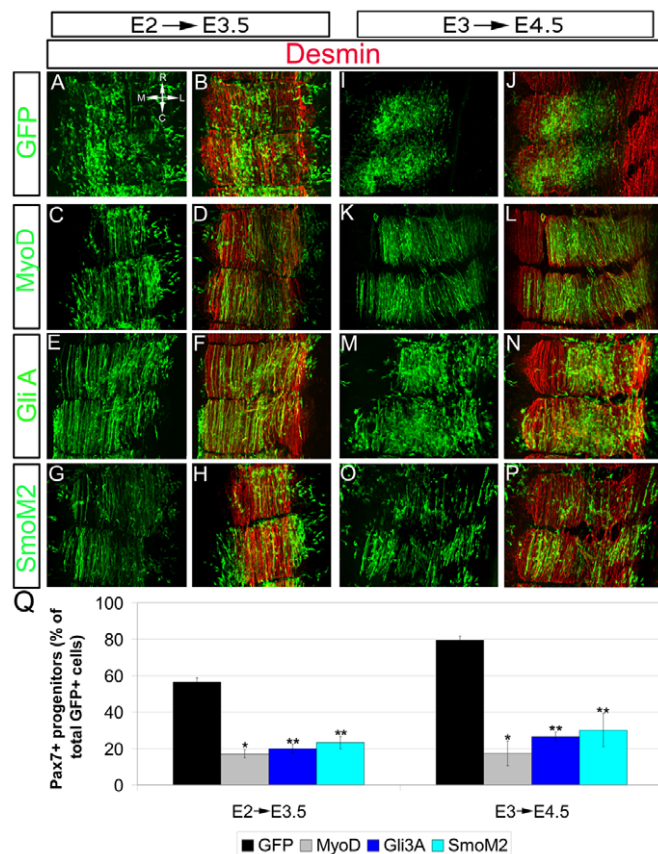 E2 → E3.5 E3 → E4.5
Desmin
GFP
A R M L C B I J
MyoD
C D K L
Gli A
E F M N
SmoM2
G H O P
Q
Pax7+ progenitors (% of
total GFP+ cells)
100
80
60
40
20
0
* ** ** * ** **
E2→E3.5 E3→E4.5
GFP MyoD Gli3A SmoM2